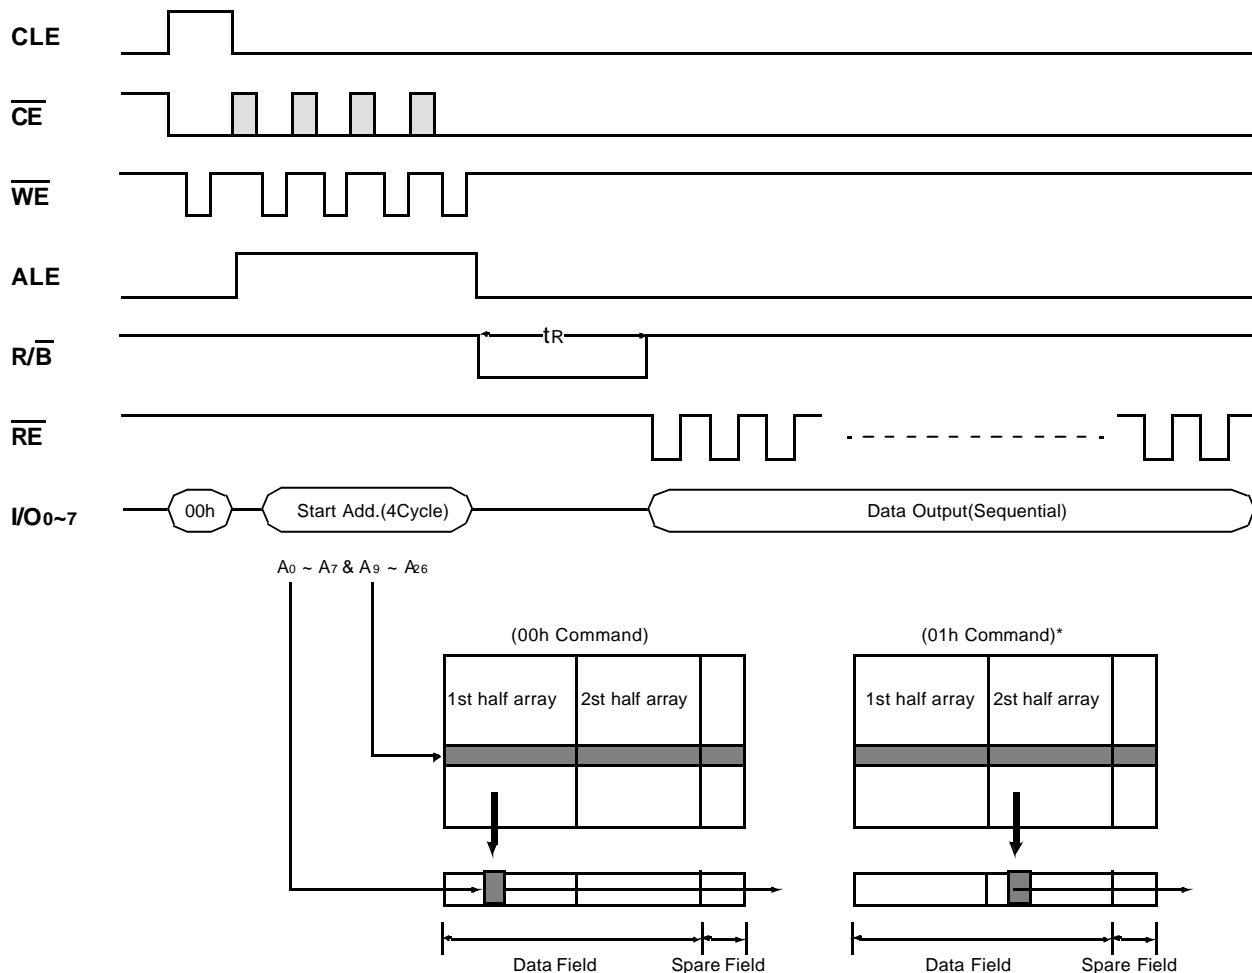 CLE
CE
WE
ALE
R/B
tR
RE
I/O0~7
00h
Start Add.(4Cycle)
Data Output(Sequential)
A0 ~ A7 & A9 ~ A26
(00h Command)
(01h Command)*
1st half array
2st half array
1st half array
2st half array
Data Field
Spare Field
Data Field
Spare Field